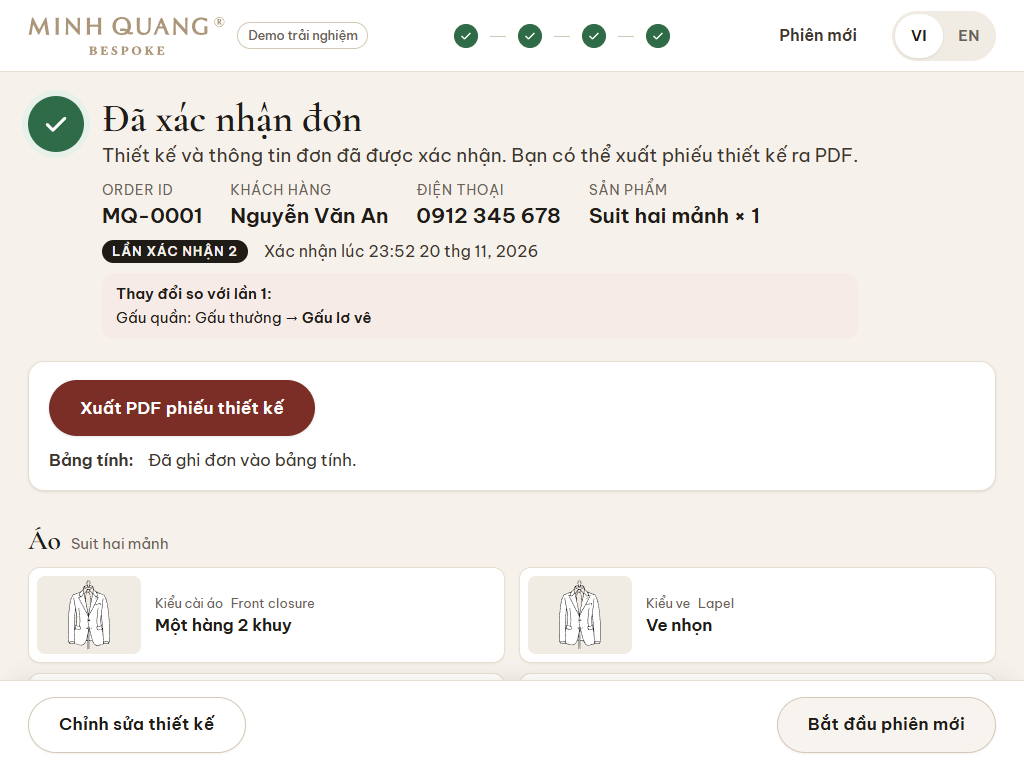 MINH QUANG ®
BESPOKE
Demo trải nghiệm
Phiên mới
VI
EN
Đã xác nhận đơn
Thiết kế và thông tin đơn đã được xác nhận. Bạn có thể xuất phiếu thiết kế ra PDF.
ORDER ID
MQ-0001
KHÁCH HÀNG
Nguyễn Văn An
ĐIỆN THOẠI
0912 345 678
SẢN PHẨM
Suit hai mảnh × 1
LẦN XÁC NHẬN 2
Xác nhận lúc 23:52 20 thg 11, 2026
Thay đổi so với lần 1:
Gấu quần: Gấu thường → Gấu lơ vê
Xuất PDF phiếu thiết kế
Bảng tính: Đã ghi đơn vào bảng tính.
Áo Suit hai mảnh
Kiểu cài áo Front closure
Một hàng 2 khuy
Kiểu ve Lapel
Ve nhọn
Chỉnh sửa thiết kế
Bắt đầu phiên mới